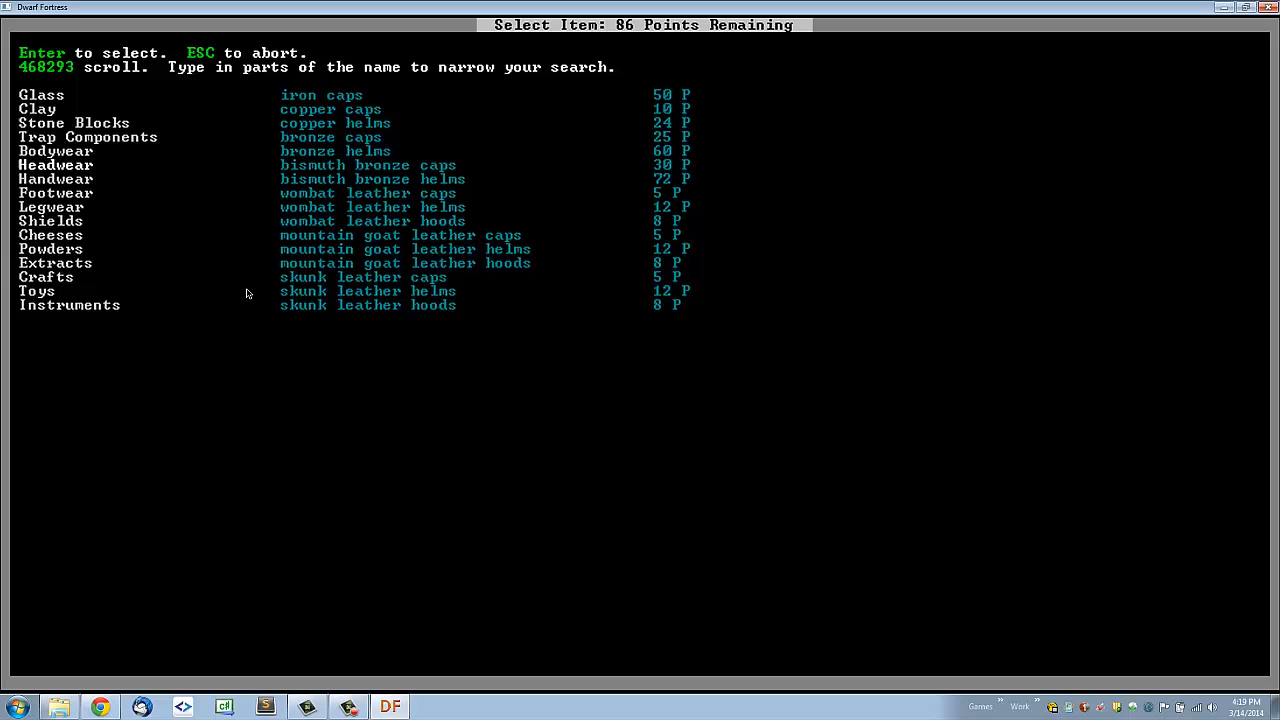 Dwarf Fortress
Select Item: 86 Points Remaining
Enter to select. ESC to abort.
468293 scroll. Type in parts of the name to narrow your search.
Glass iron caps 50 P
Clay copper caps 10 P
Stone Blocks copper helms 24 P
Trap Components bronze caps 25 P
Bodywear bronze helms 60 P
Headwear bismuth bronze caps 30 P
Handwear bismuth bronze helms 72 P
Footwear wombat leather caps 5 P
Legwear wombat leather helms 12 P
Shields wombat leather hoods 8 P
Cheeses mountain goat leather caps 5 P
Powders mountain goat leather helms 12 P
Extracts mountain goat leather hoods 8 P
Crafts skunk leather caps 5 P
Toys skunk leather helms 12 P
Instruments skunk leather hoods 8 P
C# S DF Games » Work » 4:19 PM
3/14/2014